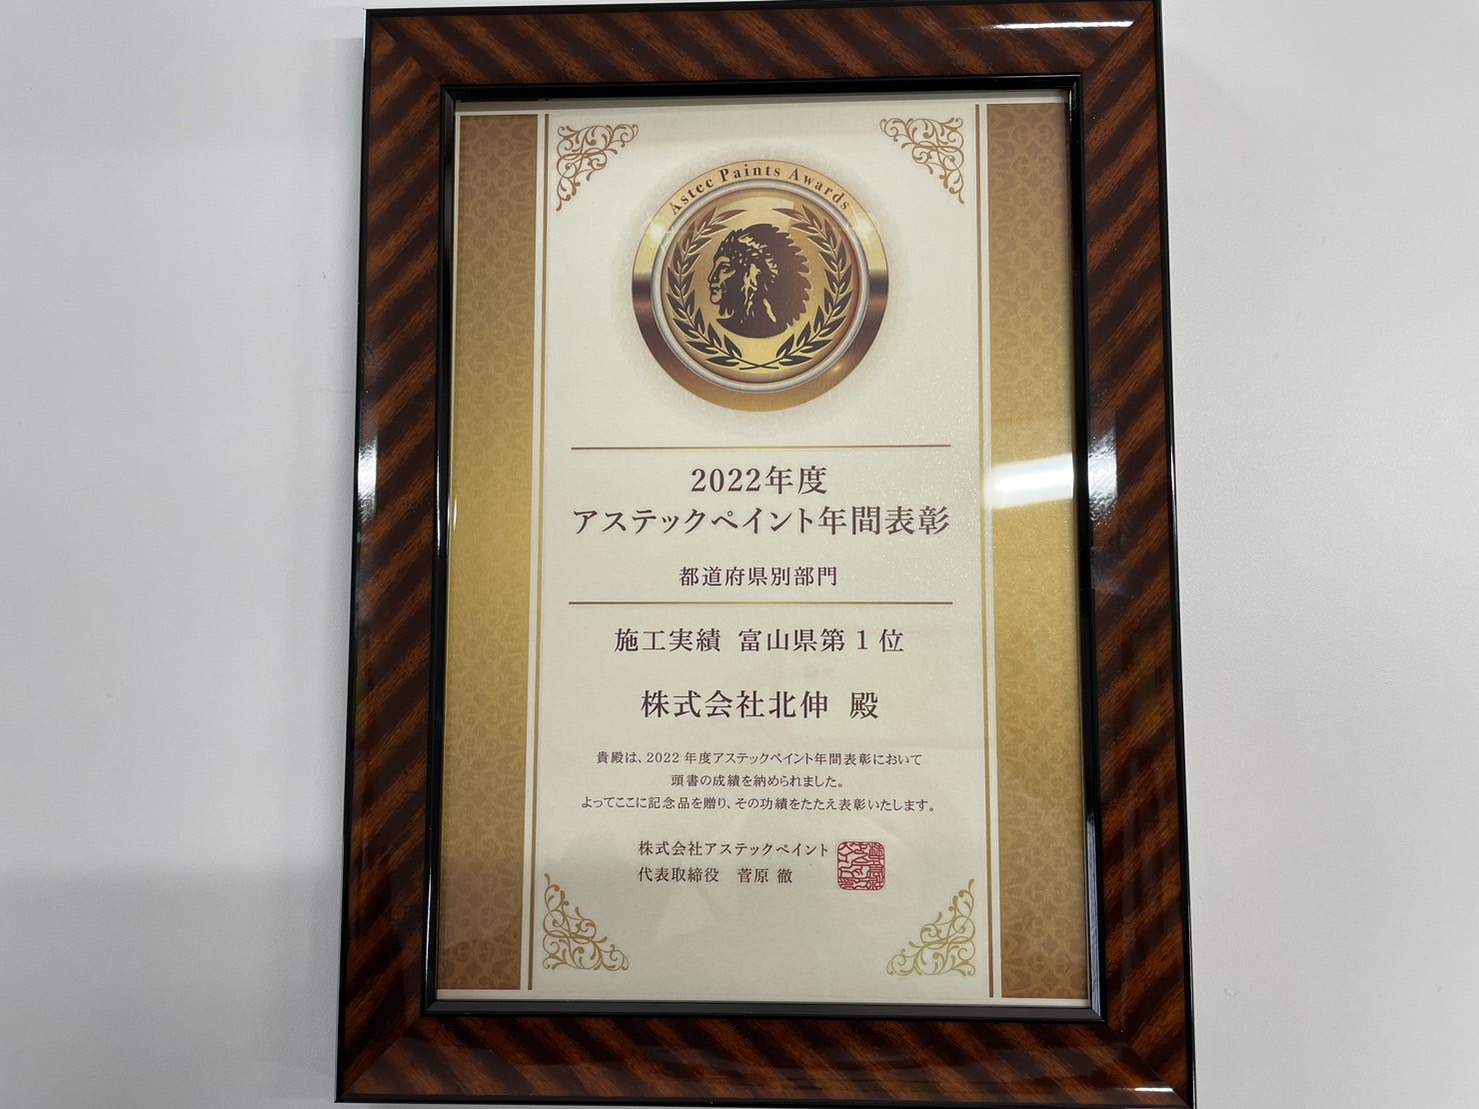 Astec Paints Awards
2022年度
アステックペイント年間表彰
都道府県別部門
施工実績 富山県第1位
株式会社北伸 殿
貴殿は、2022年度アステックペイント年間表彰において
頭書の成績を納められました。
よってここに記念品を贈り、その功績をたたえ表彰いたします。
株式会社アステックペイント
代表取締役 菅原 徹